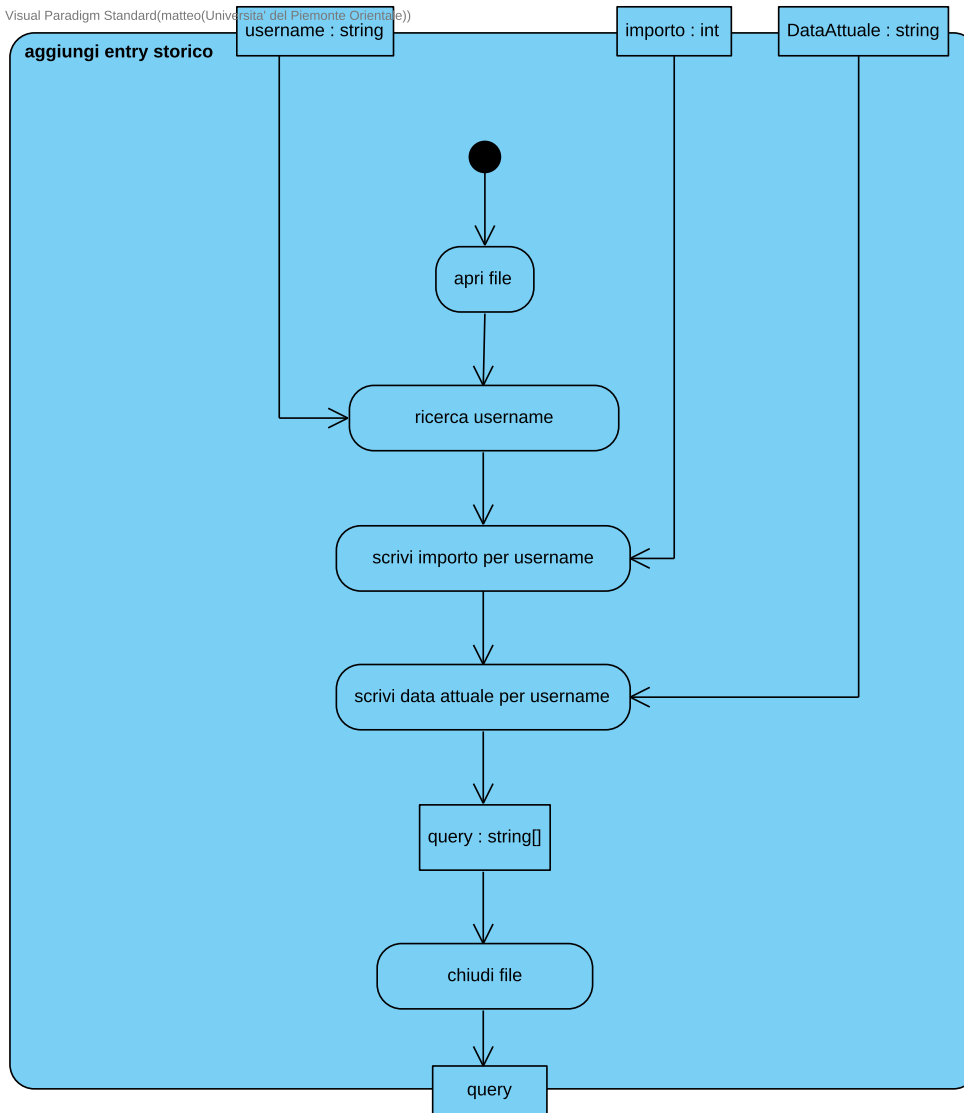 Visual Paradigm Standard(matteo(Universita' del Piemonte Orientale))
username : string
importo : int
DataAttuale : string
aggiungi entry storico
apri file
ricerca username
scrivi importo per username
scrivi data attuale per username
query : string[]
chiudi file
query